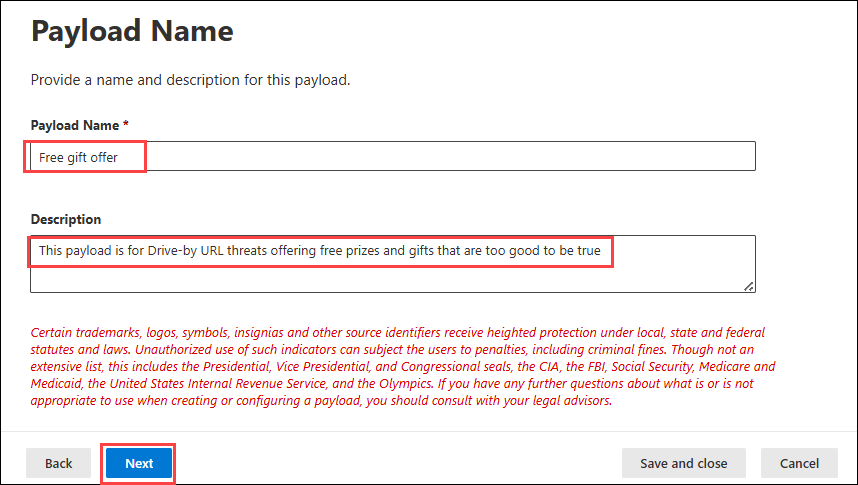 Payload Name
Provide a name and description for this payload.
Payload Name *
Free gift offer
Description
This payload is for Drive-by URL threats offering free prizes and gifts that are too good to be true
Certain trademarks, logos, symbols, insignias and other source identifiers receive heighted protection under local, state and federal
statutes and laws. Unauthorized use of such indicators can subject the users to penalties, including criminal fines. Though not an
extensive list, this includes the Presidential, Vice Presidential, and Congressional seals, the CIA, the FBI, Social Security, Medicare and
Medicaid, the United States Internal Revenue Service, and the Olympics. If you have any further questions about what is or is not
appropriate to use when creating or configuring a payload, you should consult with your legal advisors.
Back Next Save and close Cancel